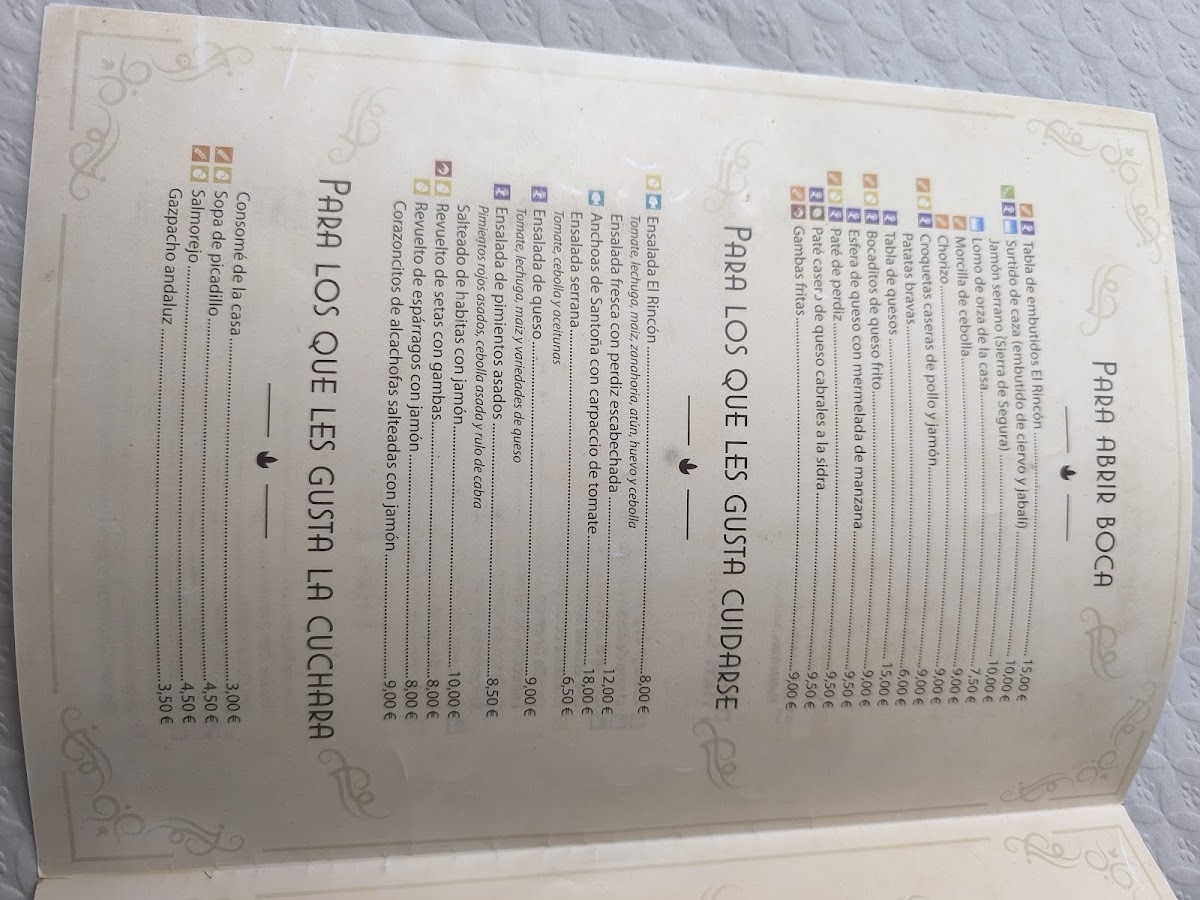 PARA ABRIR BOCA
Tabla de embutidos El Rincón 15,00 €
Surtido de caza (embutido de ciervo y jabalí) 10,00 €
Jamón serrano (Sierra de Segura) 10,00 €
Lomo de orza de la casa 7,50 €
Morcilla de cebolla 9,00 €
Chorizo 9,00 €
Croquetas caseras de pollo y jamón 9,00 €
Patatas bravas 6,00 €
Tabla de quesos 15,00 €
Bocaditos de queso frito 9,00 €
Esfera de queso con mermelada de manzana 9,50 €
Paté de perdiz 9,50 €
Paté casero de queso cabrales a la sidra 9,50 €
Gambas fritas 9,00 €
PARA LOS QUE LES GUSTA CUIDARSE
Ensalada El Rincón 8,00 €
Tomate, lechuga, maiz, zanahoria, atún, huevo y cebolla
Ensalada fresca con perdiz escabechada 12,00 €
Anchoas de Santoña con carpaccio de tomate 18,00 €
Ensalada serrana 6,50 €
Tomate, cebolla y aceitunas
Ensalada de queso 9,00 €
Tomate, lechuga, maiz y variedades de queso
Ensalada de pimientos asados 8,50 €
Pimientos rojos asados, cebolla asada y rulo de cabra
Salteado de habitas con jamón 10,00 €
Revuelto de setas con gambas 8,00 €
Revuelto de espárragos con jamón 8,00 €
Corazoncitos de alcachofas salteadas con jamón 9,00 €
PARA LOS QUE LES GUSTA LA CUCHARA
Consomé de la casa 3,00 €
Sopa de picadillo 4,50 €
Salmorejo 4,50 €
Gazpacho andaluz 3,50 €